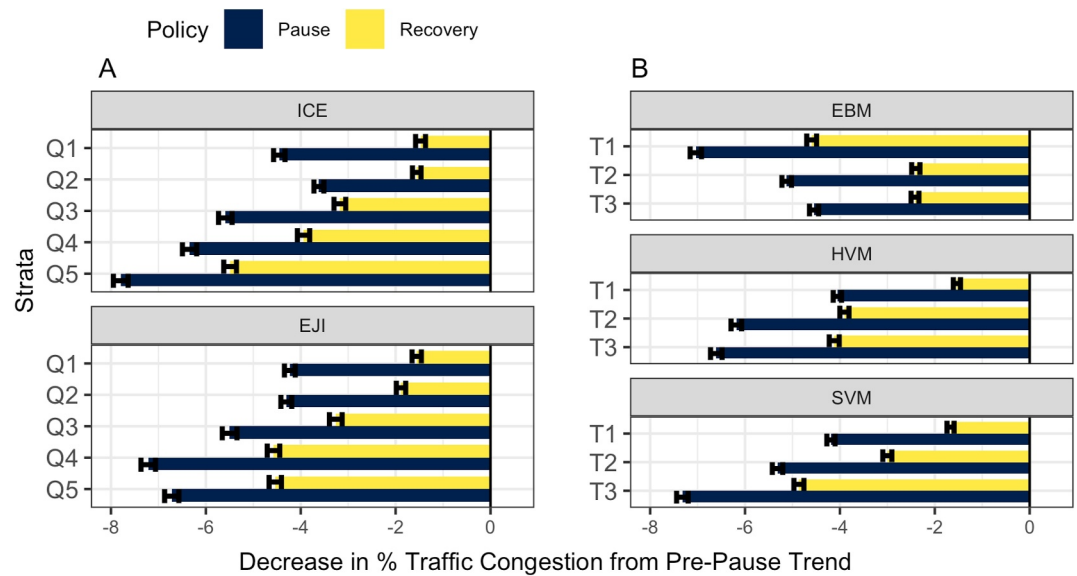 Policy Pause Recovery
A
ICE
Q1
Q2
Q3
Q4
Q5
EJI
Q1
Q2
Q3
Q4
Q5
-8 -6 -4 -2 0
Strata
B
EBM
T1
T2
T3
HVM
T1
T2
T3
SVM
T1
T2
T3
-8 -6 -4 -2 0
Decrease in % Traffic Congestion from Pre-Pause Trend